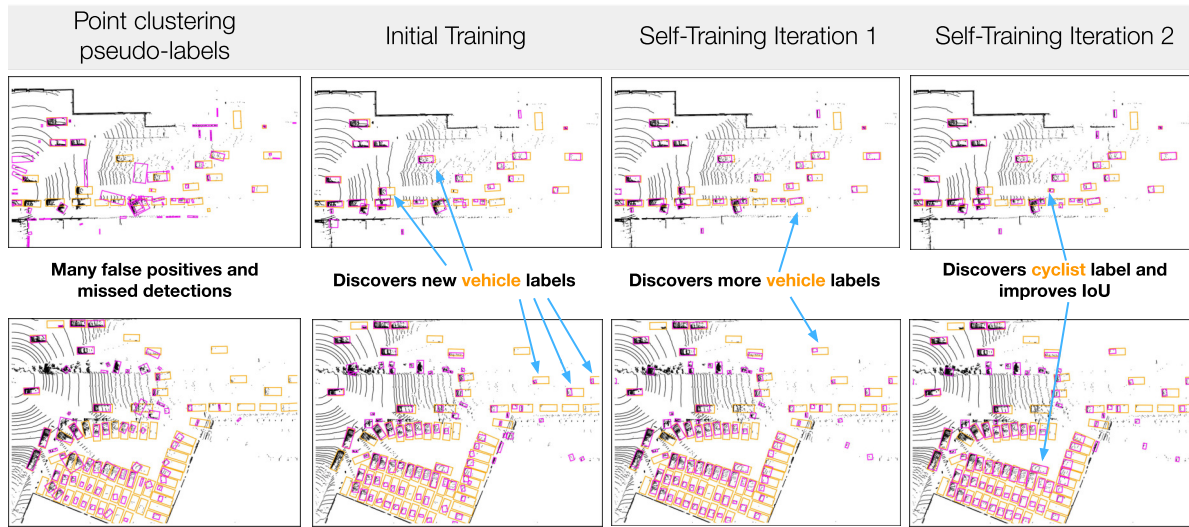 Point clustering
pseudo-labels
Initial Training
Self-Training Iteration 1
Self-Training Iteration 2
Many false positives and
missed detections
Discovers new vehicle labels
Discovers more vehicle labels
Discovers cyclist label and
improves IoU